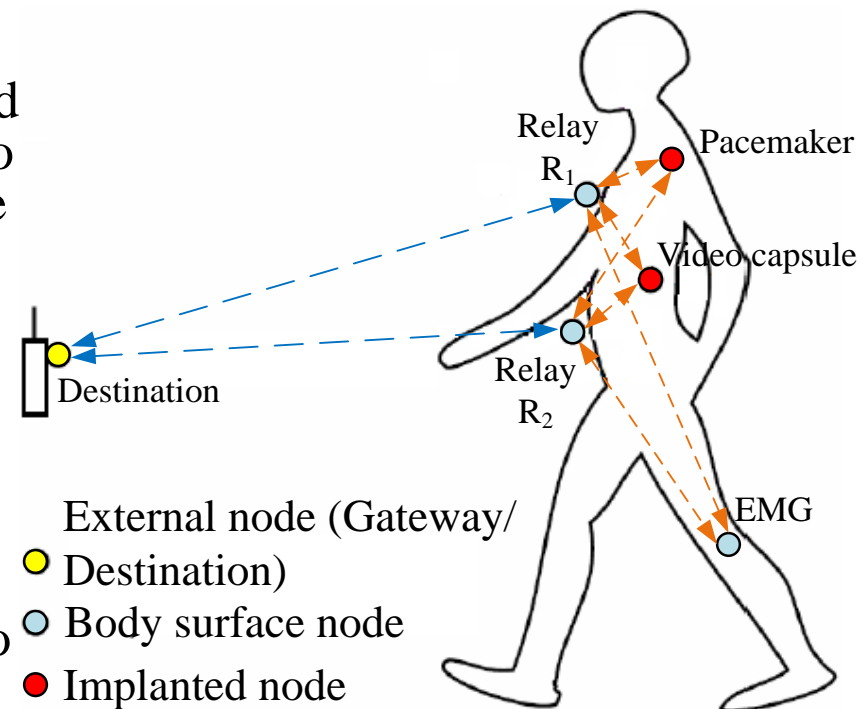 d
o
e
Relay
R₁
Pacemaker
Video capsule
Destination
Relay
R₂
EMG
External node (Gateway/
Destination)
Body surface node
o
Implanted node